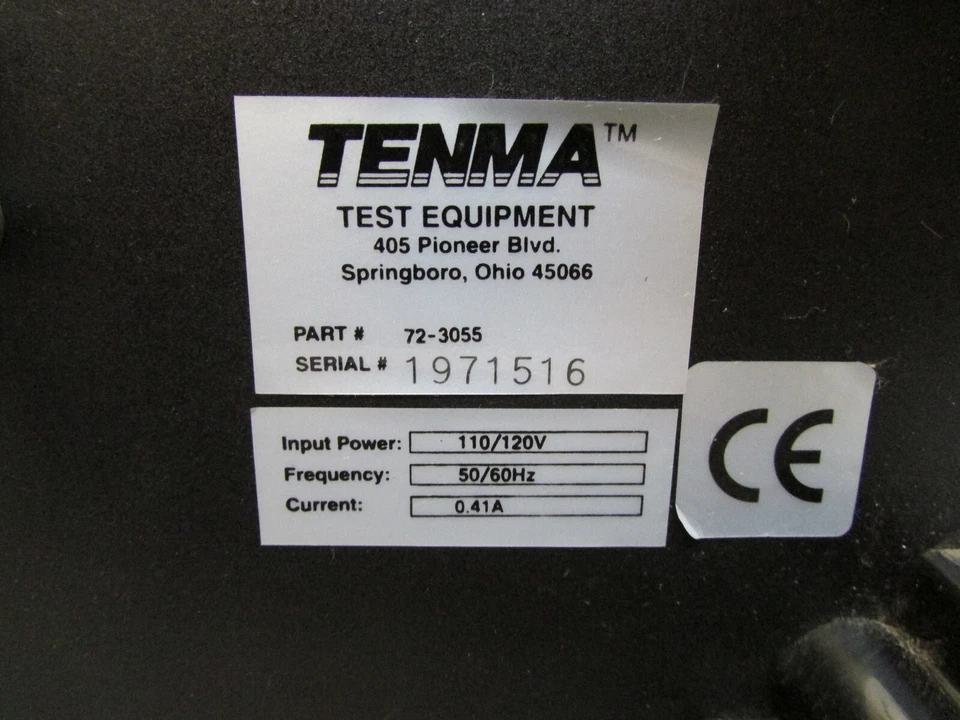 TENMA™
TEST EQUIPMENT
405 Pioneer Blvd.
Springboro, Ohio 45066
PART # 72-3055
SERIAL # 1971516
Input Power: 110/120V
Frequency: 50/60Hz
Current: 0.41A
CE